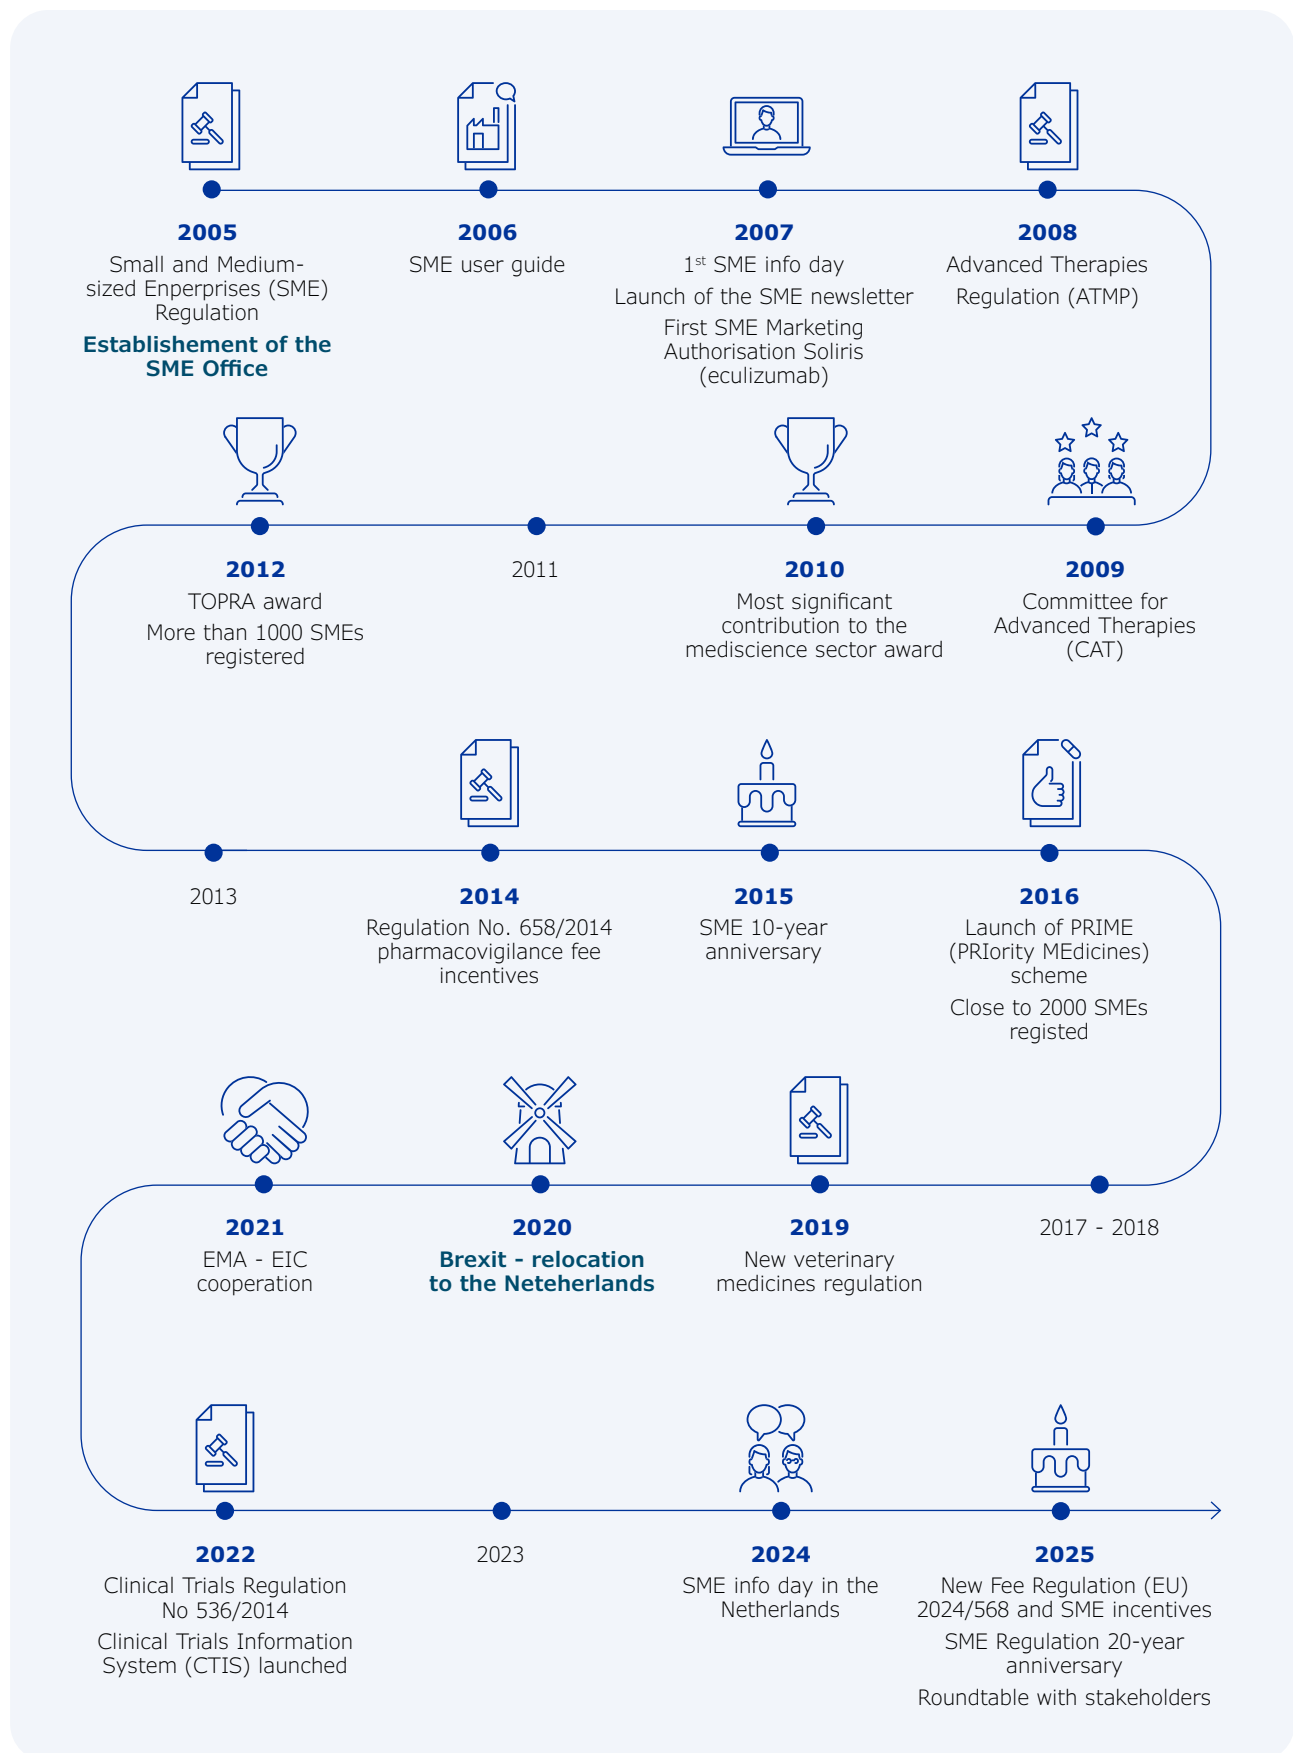 2005
Small and Medium-
sized Enperprises (SME)
Regulation
Establishement of the
SME Office
2006
SME user guide
2007
1st SME info day
Launch of the SME newsletter
First SME Marketing
Authorisation Soliris
(eculizumab)
2008
Advanced Therapies
Regulation (ATMP)
2012
TOPRA award
More than 1000 SMEs
registered
2011
2010
Most significant
contribution to the
mediscience sector award
2009
Committee for
Advanced Therapies
(CAT)
2013
2014
Regulation No. 658/2014
pharmacovigilance fee
incentives
2015
SME 10-year
anniversary
2016
Launch of PRIME
(PRIority MEdicines)
scheme
Close to 2000 SMEs
registed
2021
EMA - EIC
cooperation
2020
Brexit - relocation
to the Neteherlands
2019
New veterinary
medicines regulation
2017 - 2018
2022
Clinical Trials Regulation
No 536/2014
Clinical Trials Information
System (CTIS) launched
2023
2024
SME info day in the
Netherlands
2025
New Fee Regulation (EU)
2024/568 and SME incentives
SME Regulation 20-year
anniversary
Roundtable with stakeholders